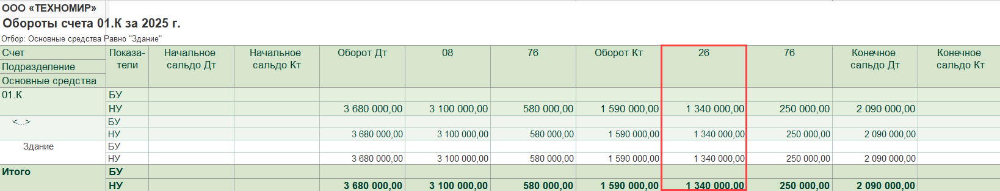 ООО «ТЕХНОМИР»
Обороты счета 01.К за 2025 г.
Отбор: Основные средства Равно "Здание"
Счет Показа- Начальное Начальное Оборот Дт 08 76 Оборот Кт 26 76 Конечное Конечное
Подразделение тели сальдо Дт сальдо Кт сальдо Дт сальдо Кт
Основные средства
01.К БУ
НУ 3 680 000,00 3 100 000,00 580 000,00 1 590 000,00 1 340 000,00 250 000,00 2 090 000,00
<...> БУ
НУ 3 680 000,00 3 100 000,00 580 000,00 1 590 000,00 1 340 000,00 250 000,00 2 090 000,00
Здание БУ
НУ 3 680 000,00 3 100 000,00 580 000,00 1 590 000,00 1 340 000,00 250 000,00 2 090 000,00
Итого БУ
НУ 3 680 000,00 3 100 000,00 580 000,00 1 590 000,00 1 340 000,00 250 000,00 2 090 000,00